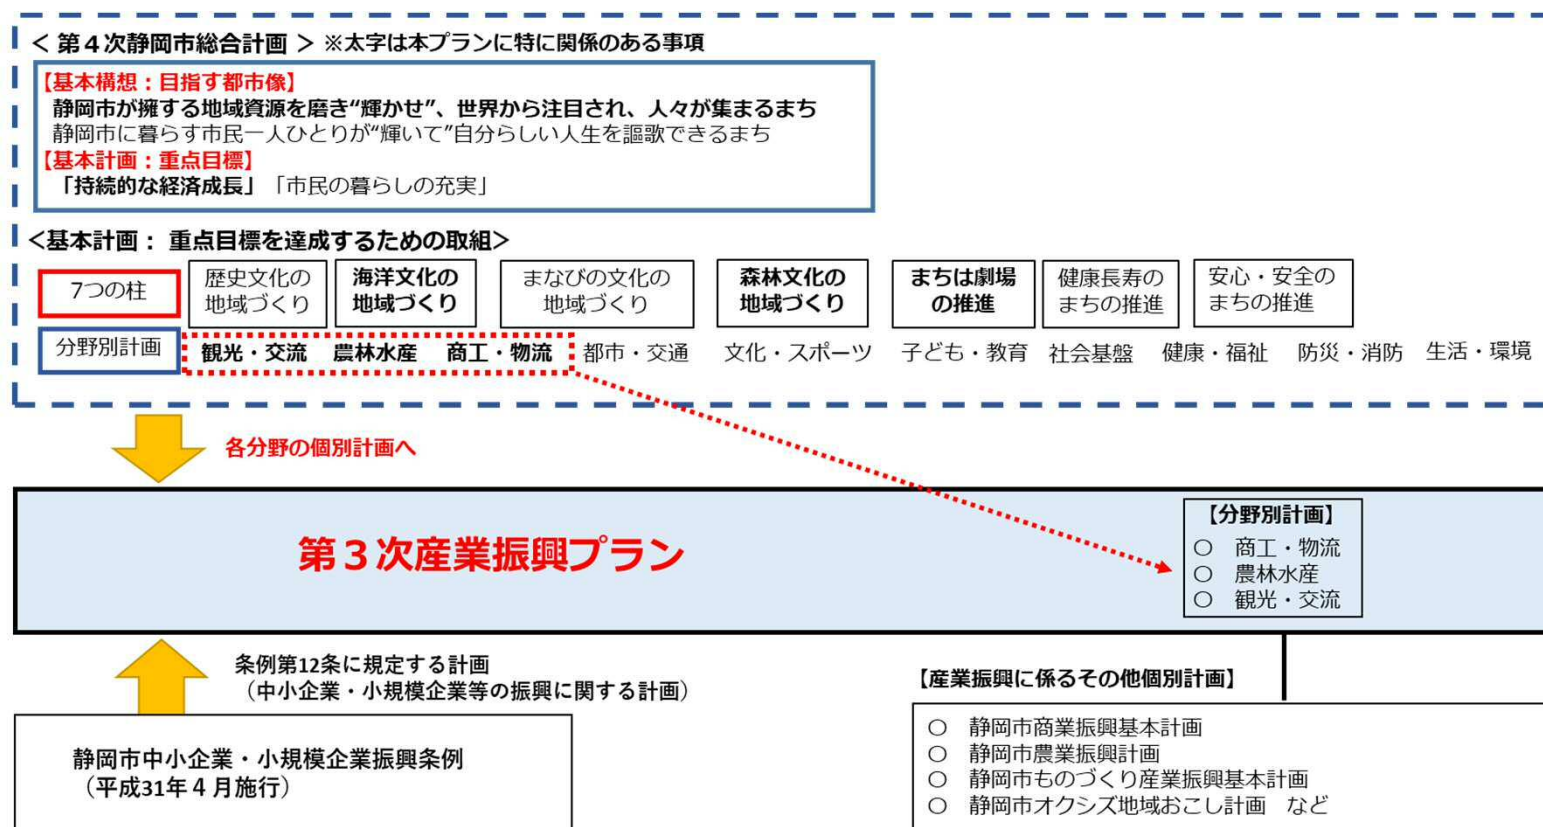 ＜ 第４次静岡市総合計画 ＞ ※太字は本プランに特に関係のある事項
【基本構想：目指す都市像】
静岡市が擁する地域資源を磨き“輝かせ”、世界から注目され、人々が集まるまち
静岡市に暮らす市民一人ひとりが“輝いて”自分らしい人生を謳歌できるまち
【基本計画：重点目標】
「持続的な経済成長」「市民の暮らしの充実」
＜基本計画： 重点目標を達成するための取組＞
7つの柱
歴史文化の
地域づくり
海洋文化の
地域づくり
まなびの文化の
地域づくり
森林文化の
地域づくり
まちは劇場
の推進
健康長寿の
まちの推進
安心・安全の
まちの推進
分野別計画
観光・交流 農林水産 商工・物流 都市・交通 文化・スポーツ 子ども・教育 社会基盤 健康・福祉 防災・消防 生活・環境
各分野の個別計画へ
第３次産業振興プラン
【分野別計画】
○ 商工・物流
○ 農林水産
○ 観光・交流
条例第12条に規定する計画
（中小企業・小規模企業等の振興に関する計画）
静岡市中小企業・小規模企業振興条例
（平成31年４月施行）
【産業振興に係るその他個別計画】
○ 静岡市商業振興基本計画
○ 静岡市農業振興計画
○ 静岡市ものづくり産業振興基本計画
○ 静岡市オクシズ地域おこし計画 など